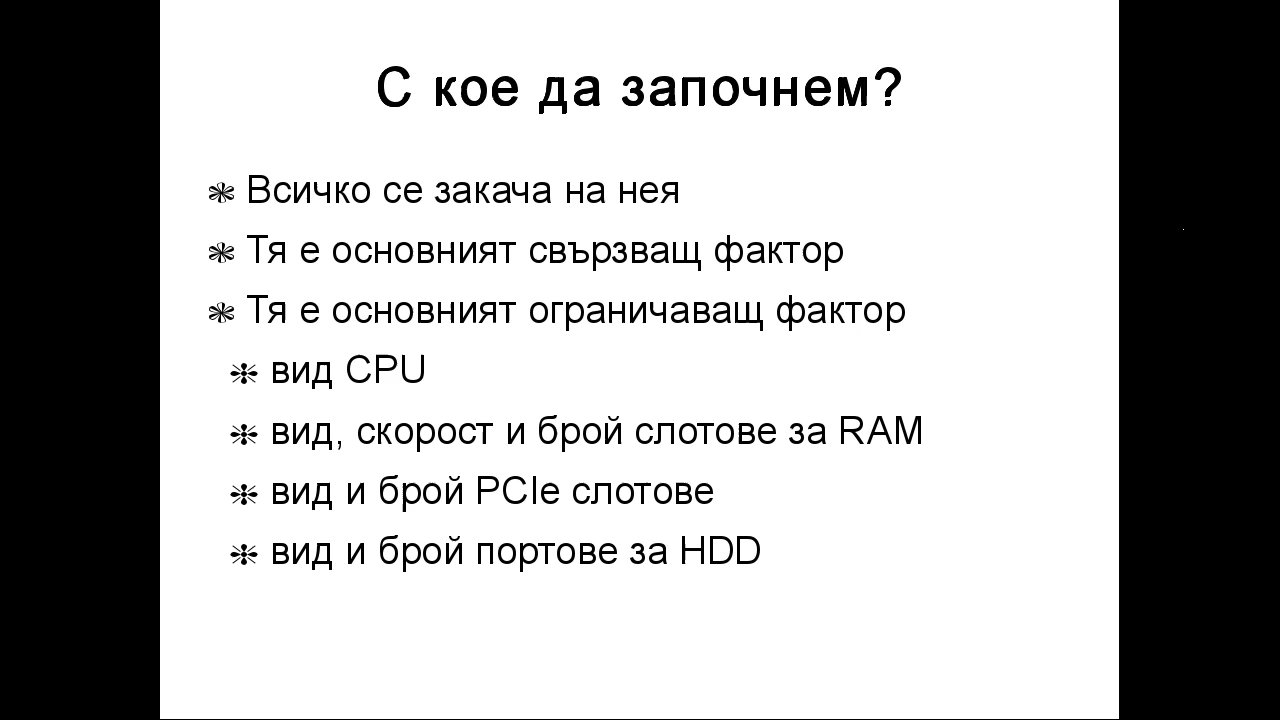 С кое да започнем?
Всичко се закача на нея
Тя е основният свързващ фактор
Тя е основният ограничаващ фактор
вид CPU
вид, скорост и брой слотове за RAM
вид и брой PCIe слотове
вид и брой портове за HDD